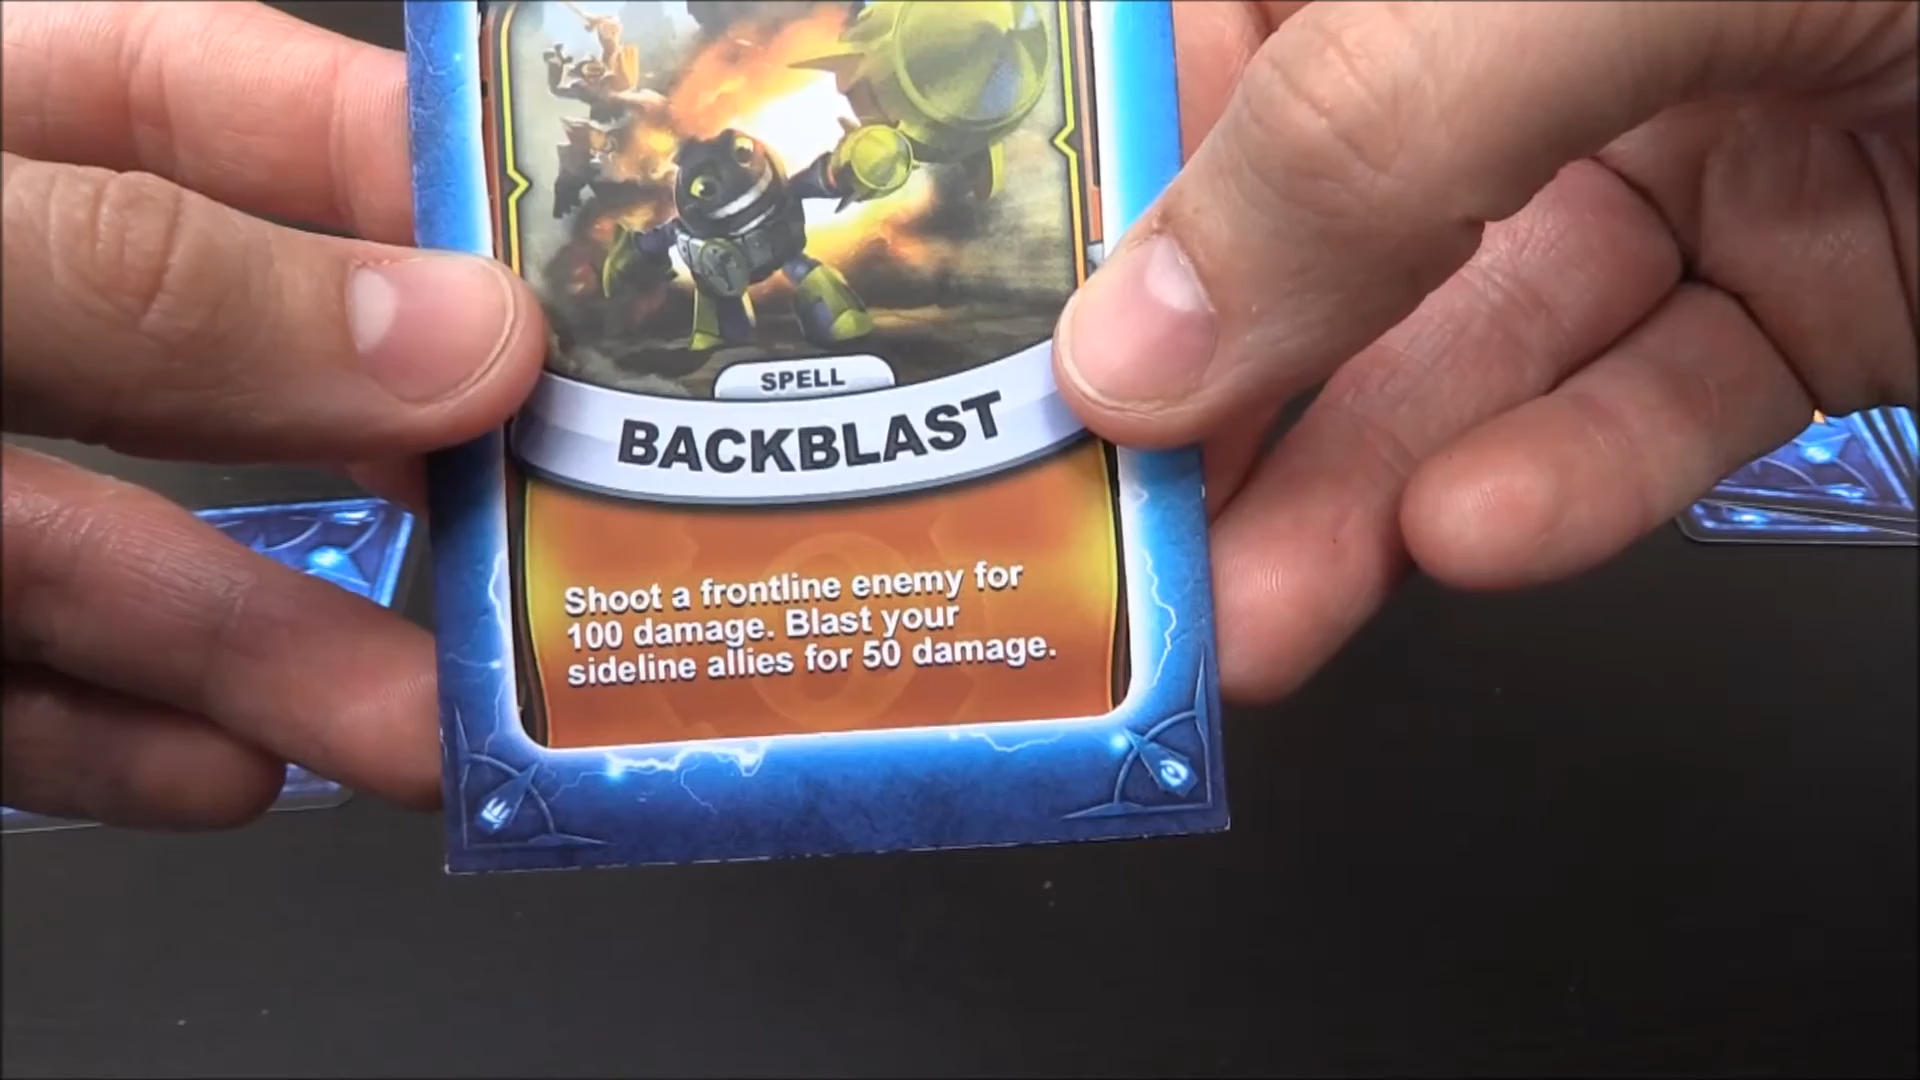 SPELL
BACKBLAST
Shoot a frontline enemy for
100 damage. Blast your
sideline allies for 50 damage.